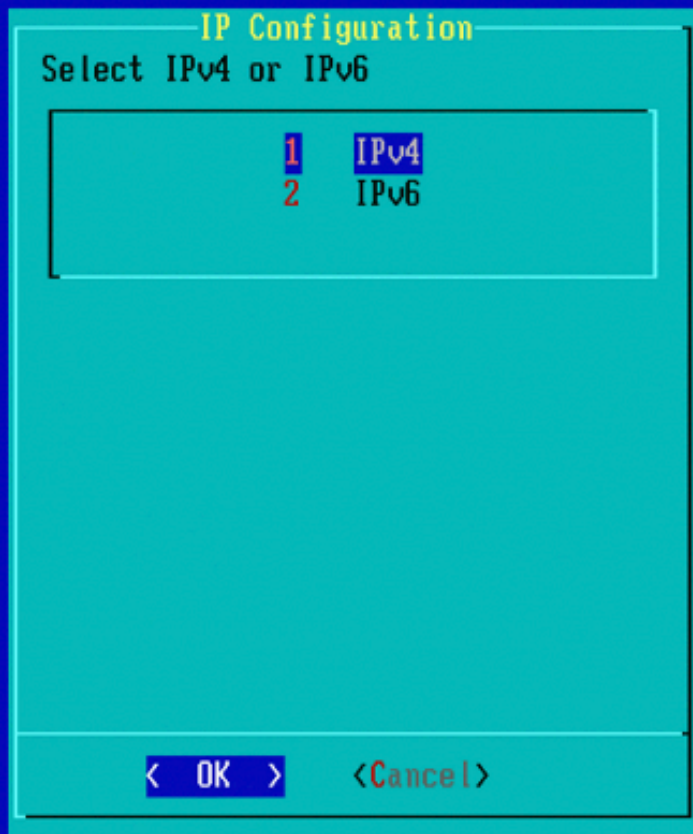 IP Configuration
Select IPv4 or IPv6
1 IPv4
2 IPv6
< OK > <Cancel>